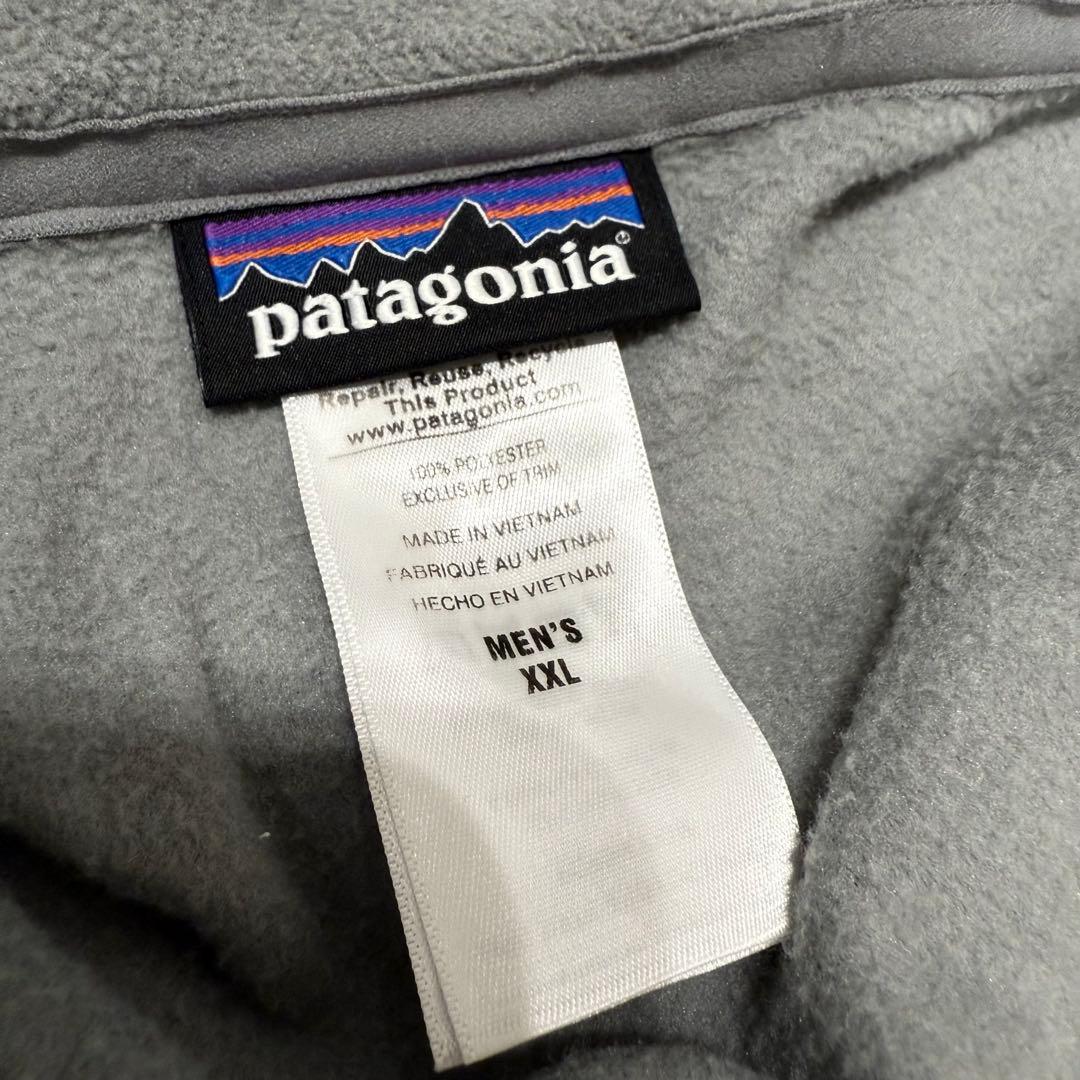 patagonia®
Repair, Reuse, Recycle
This Product
www.patagonia.com
100% POLYESTER
EXCLUSIVE OF TRIM
MADE IN VIETNAM
FABRIQUÉ AU VIETNAM
HECHO EN VIETNAM
MEN'S
XXL